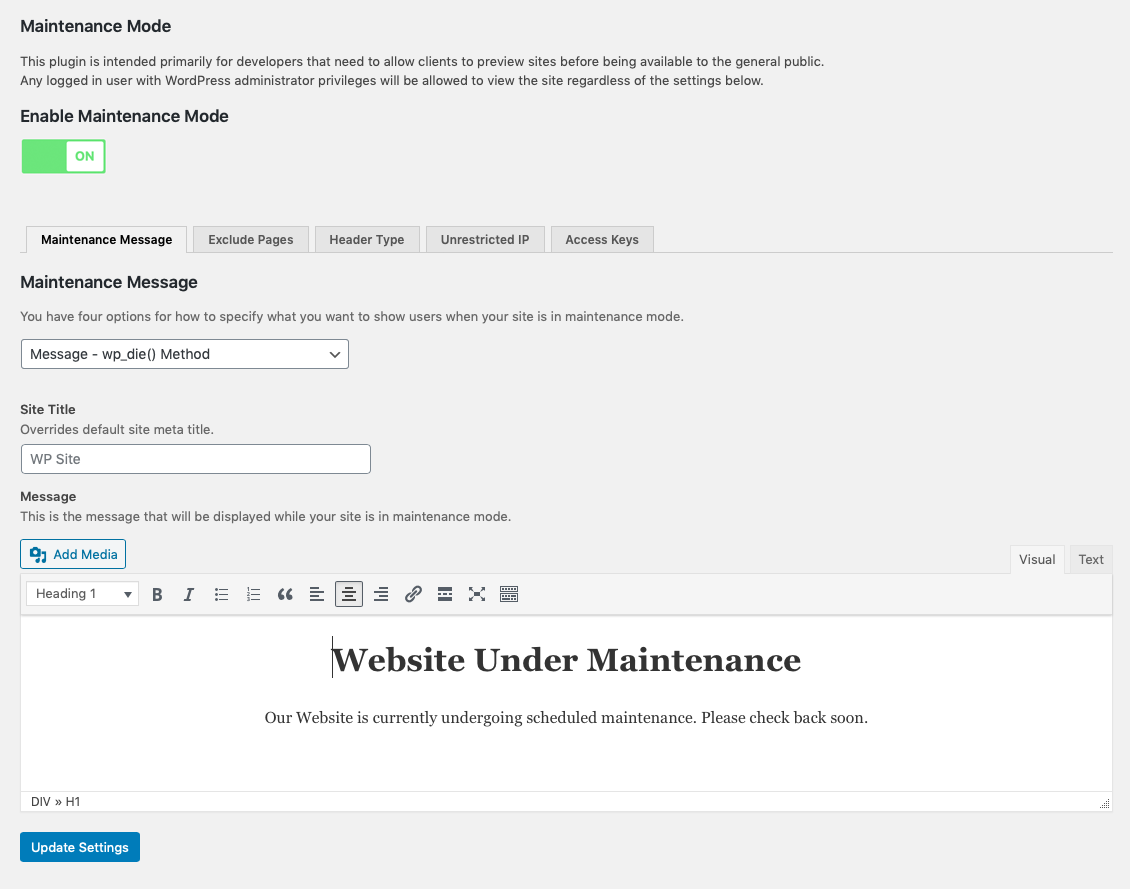 Maintenance Mode
This plugin is intended primarily for developers that need to allow clients to preview sites before being available to the general public.
Any logged in user with WordPress administrator privileges will be allowed to view the site regardless of the settings below.
Enable Maintenance Mode
ON
Maintenance Message Exclude Pages Header Type Unrestricted IP Access Keys
Maintenance Message
You have four options for how to specify what you want to show users when your site is in maintenance mode.
Message - wp_die() Method
Site Title
Overrides default site meta title.
WP Site
Message
This is the message that will be displayed while your site is in maintenance mode.
Add Media Visual Text
Heading 1
Website Under Maintenance
Our Website is currently undergoing scheduled maintenance. Please check back soon.
DIV » H1
Update Settings